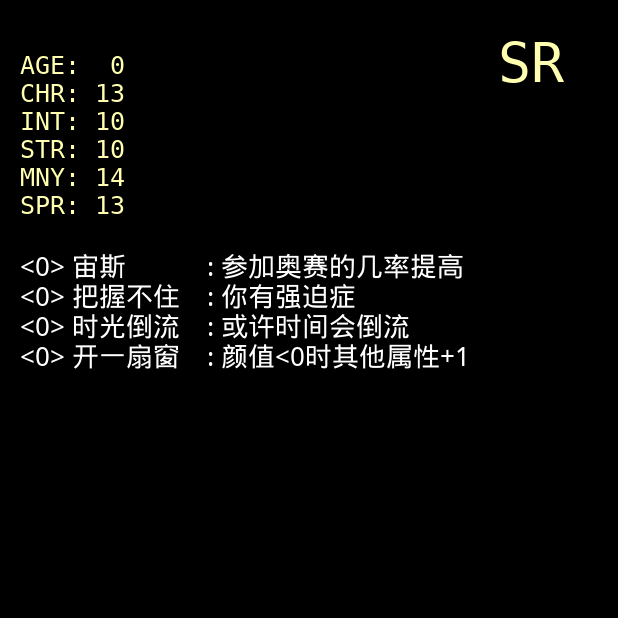 SR
AGE: 0
CHR: 13
INT: 10
STR: 10
MNY: 14
SPR: 13
<0> 宙斯 : 参加奥赛的几率提高
<0> 把握不住 : 你有强迫症
<0> 时光倒流 : 或许时间会倒流
<0> 开一扇窗 : 颜值<0时其他属性+1